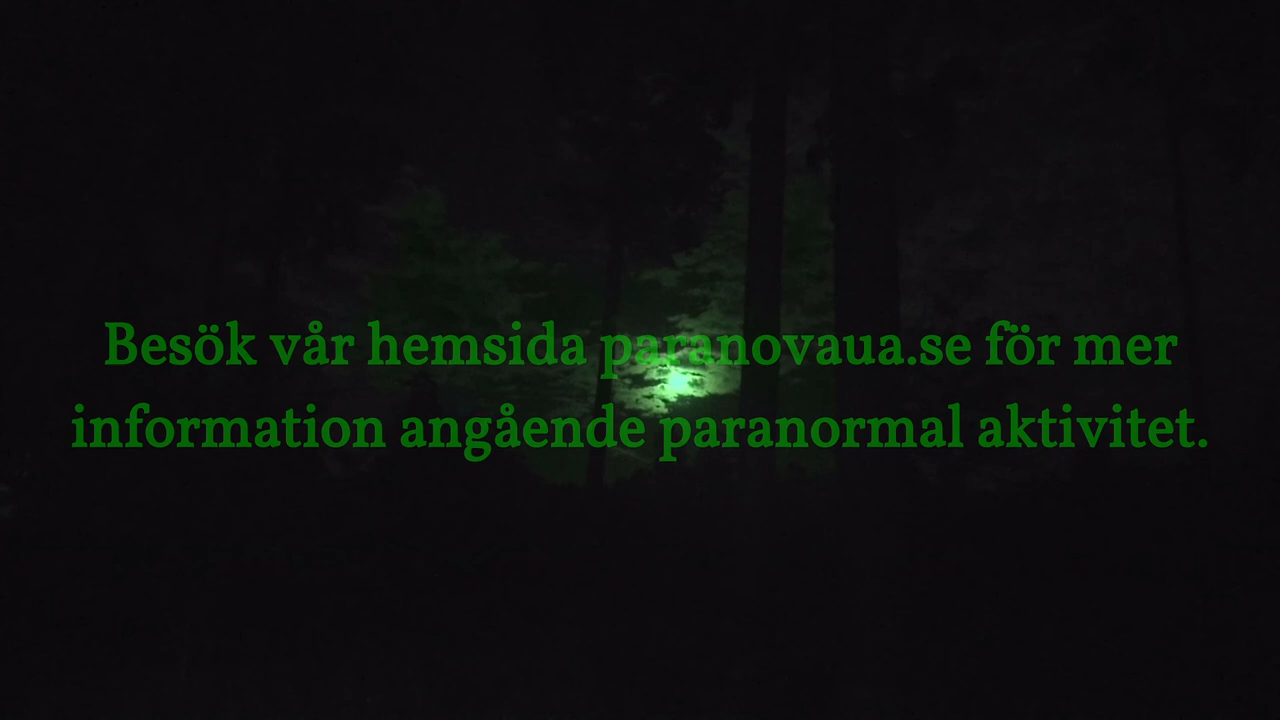 Besök vår hemsida paranovaua.se för mer
information angående paranormal aktivitet.